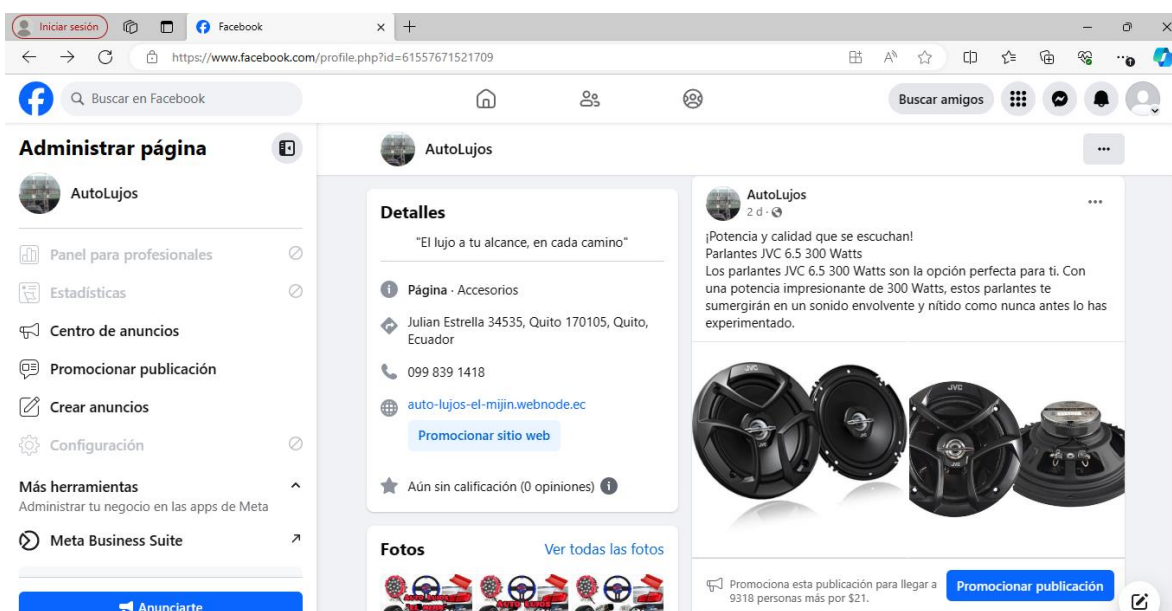 Iniciar sesión
Facebook
https://www.facebook.com/profile.php?id=61557671521709
Buscar en Facebook
Buscar amigos
Administrar página
AutoLujos
Panel para profesionales
Estadísticas
Centro de anuncios
Promocionar publicación
Crear anuncios
Configuración
Más herramientas
Administrar tu negocio en las apps de Meta
Meta Business Suite
Anunciarte
AutoLujos
Detalles
"El lujo a tu alcance, en cada camino"
Página · Accesorios
Julian Estrella 34535, Quito 170105, Quito,
Ecuador
099 839 1418
auto-lujos-el-mijin.webnode.ec
Promocionar sitio web
Aún sin calificación (0 opiniones)
Fotos
Ver todas las fotos
AUTO LUJOS
AutoLujos
2 d
¡Potencia y calidad que se escuchan!
Parlantes JVC 6.5 300 Watts
Los parlantes JVC 6.5 300 Watts son la opción perfecta para ti. Con
una potencia impresionante de 300 Watts, estos parlantes te
sumergirán en un sonido envolvente y nítido como nunca antes lo has
experimentado.
JVC
JVC
Promociona esta publicación para llegar a
9318 personas más por $21.
Promocionar publicación